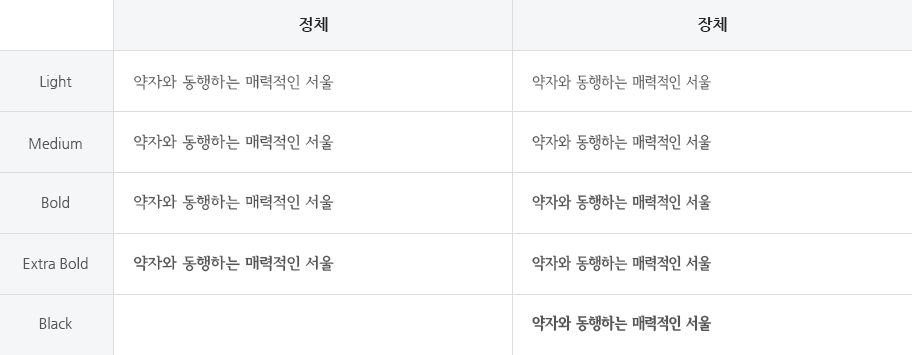 정체 장체
Light 약자와 동행하는 매력적인 서울 약자와 동행하는 매력적인 서울
Medium 약자와 동행하는 매력적인 서울 약자와 동행하는 매력적인 서울
Bold 약자와 동행하는 매력적인 서울 약자와 동행하는 매력적인 서울
Extra Bold 약자와 동행하는 매력적인 서울 약자와 동행하는 매력적인 서울
Black 약자와 동행하는 매력적인 서울